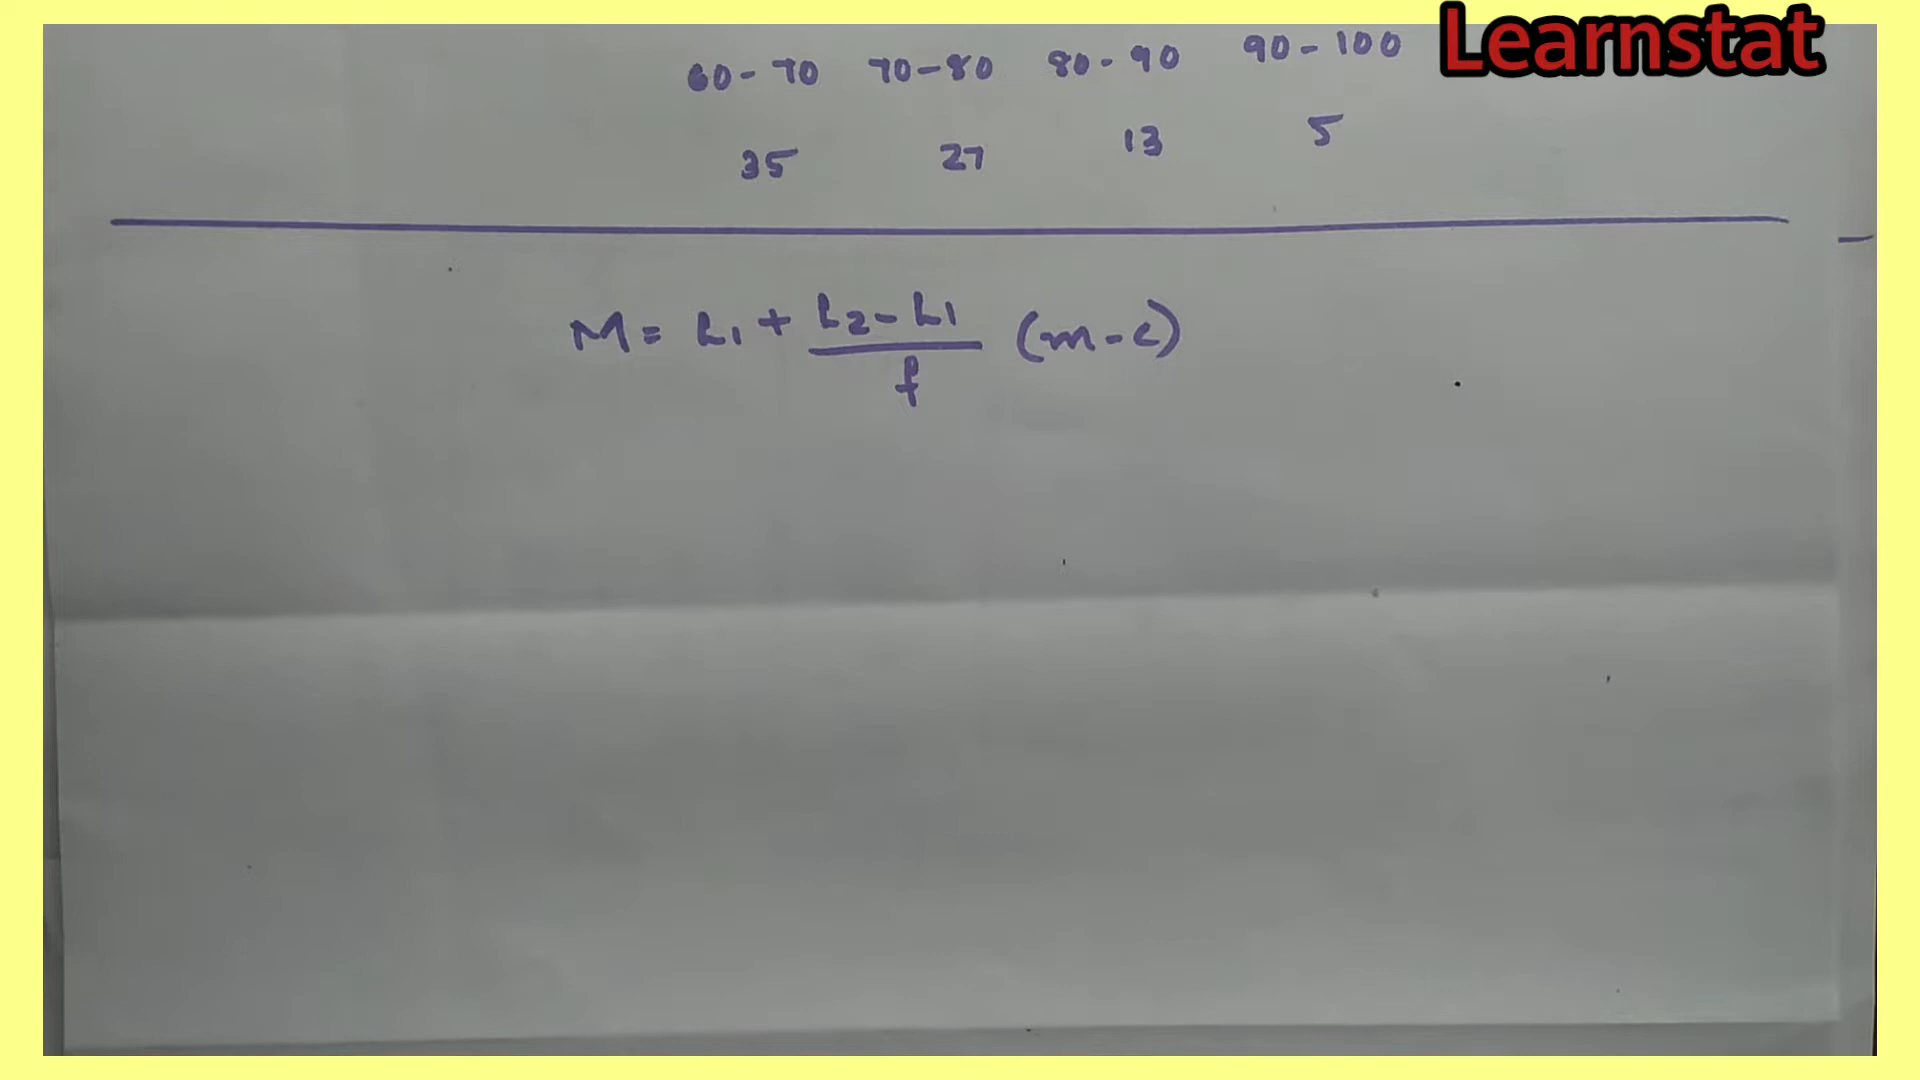 Learnstat
60-70 70-80 80-90 90-100
35 27 13 5
M = L1 + L2 - L1 / f (m-c)